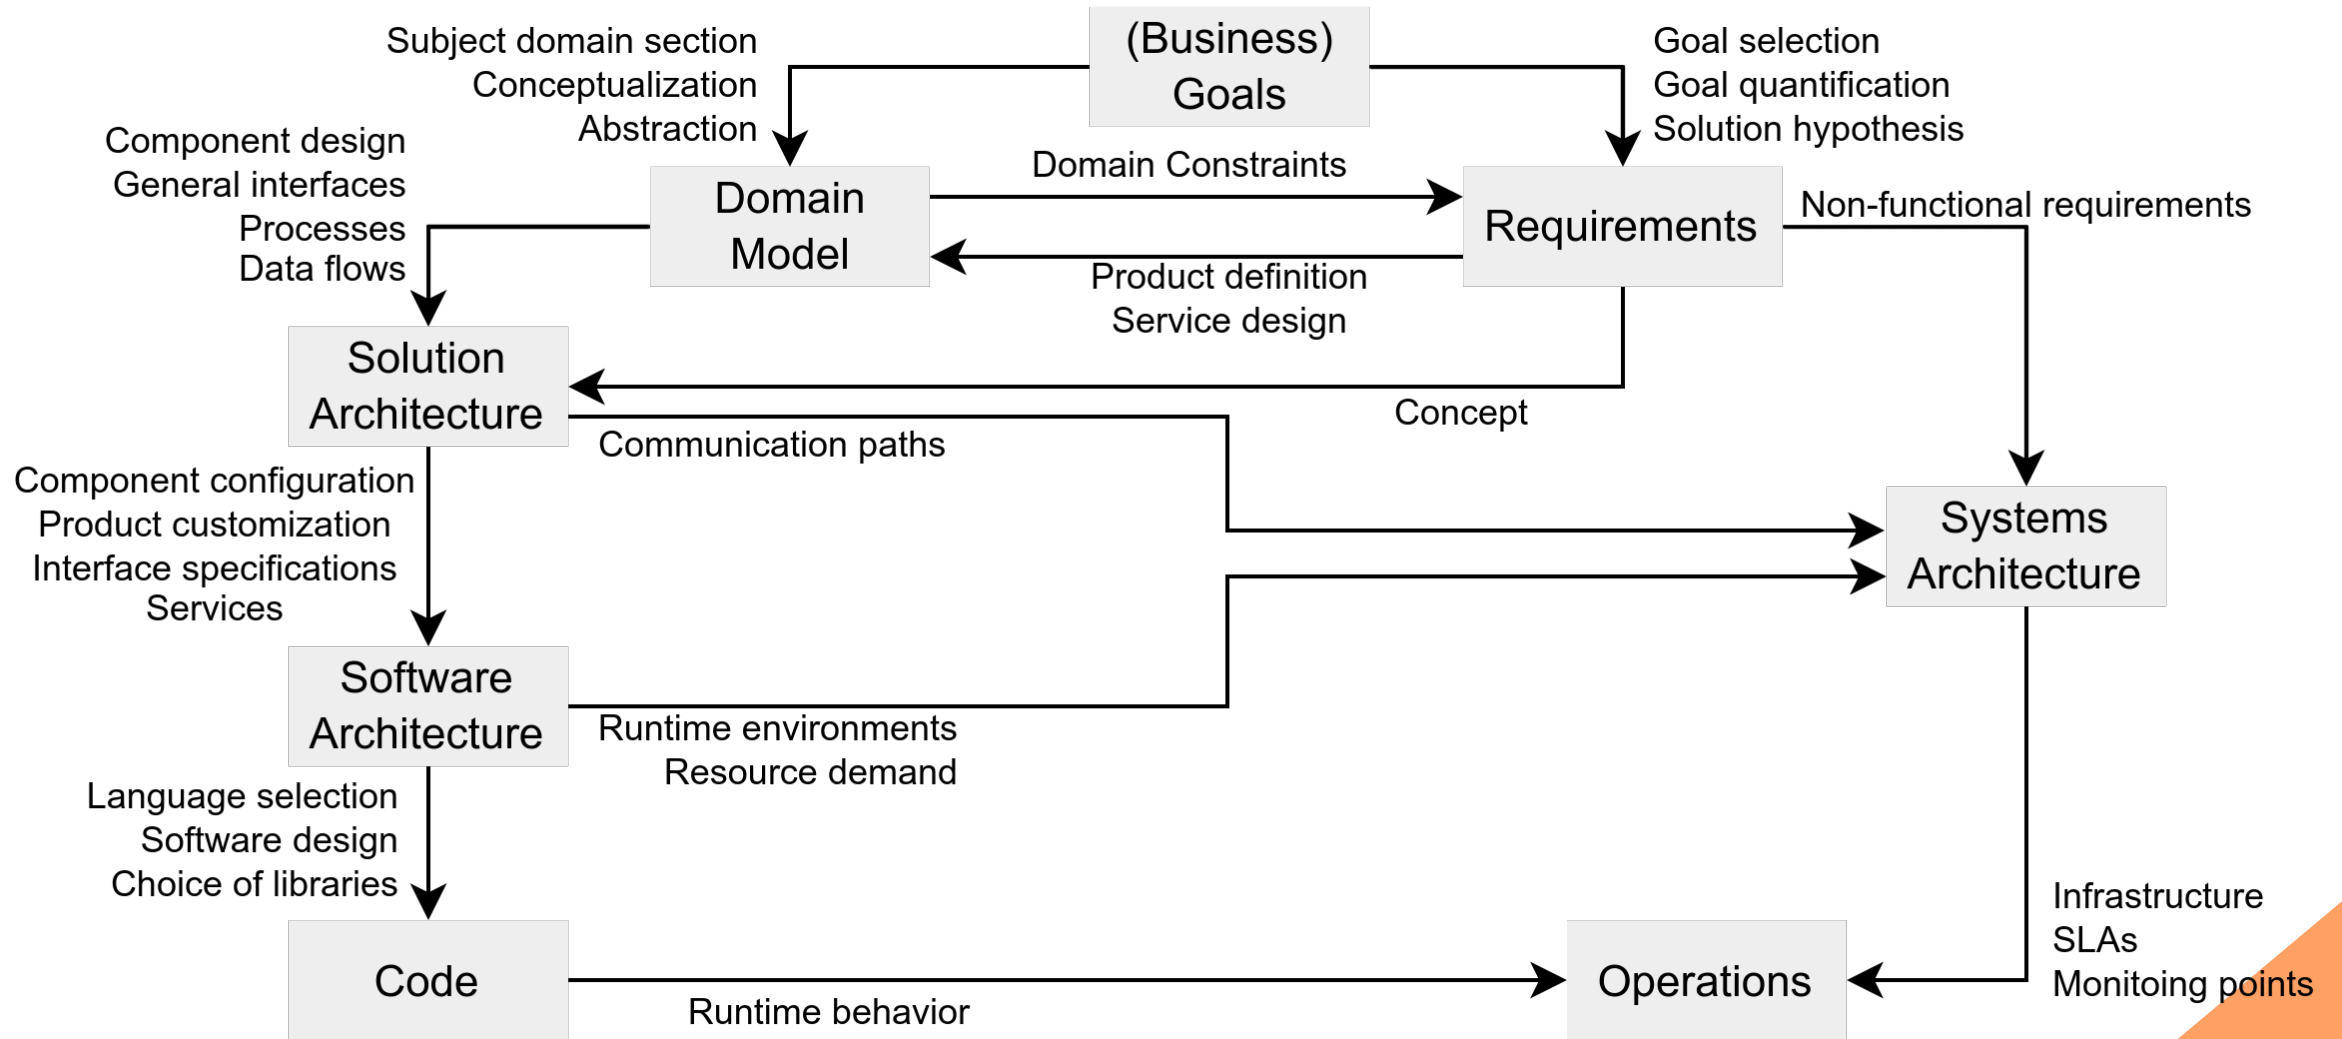 (Business)
Goals
Subject domain section
Conceptualization
Abstraction
Goal selection
Goal quantification
Solution hypothesis
Component design
General interfaces
Processes
Data flows
Domain
Model
Domain Constraints
Product definition
Service design
Requirements
Non-functional requirements
Solution
Architecture
Concept
Communication paths
Component configuration
Product customization
Interface specifications
Services
Systems
Architecture
Software
Architecture
Runtime environments
Resource demand
Language selection
Software design
Choice of libraries
Infrastructure
SLAs
Monitoing points
Code
Runtime behavior
Operations